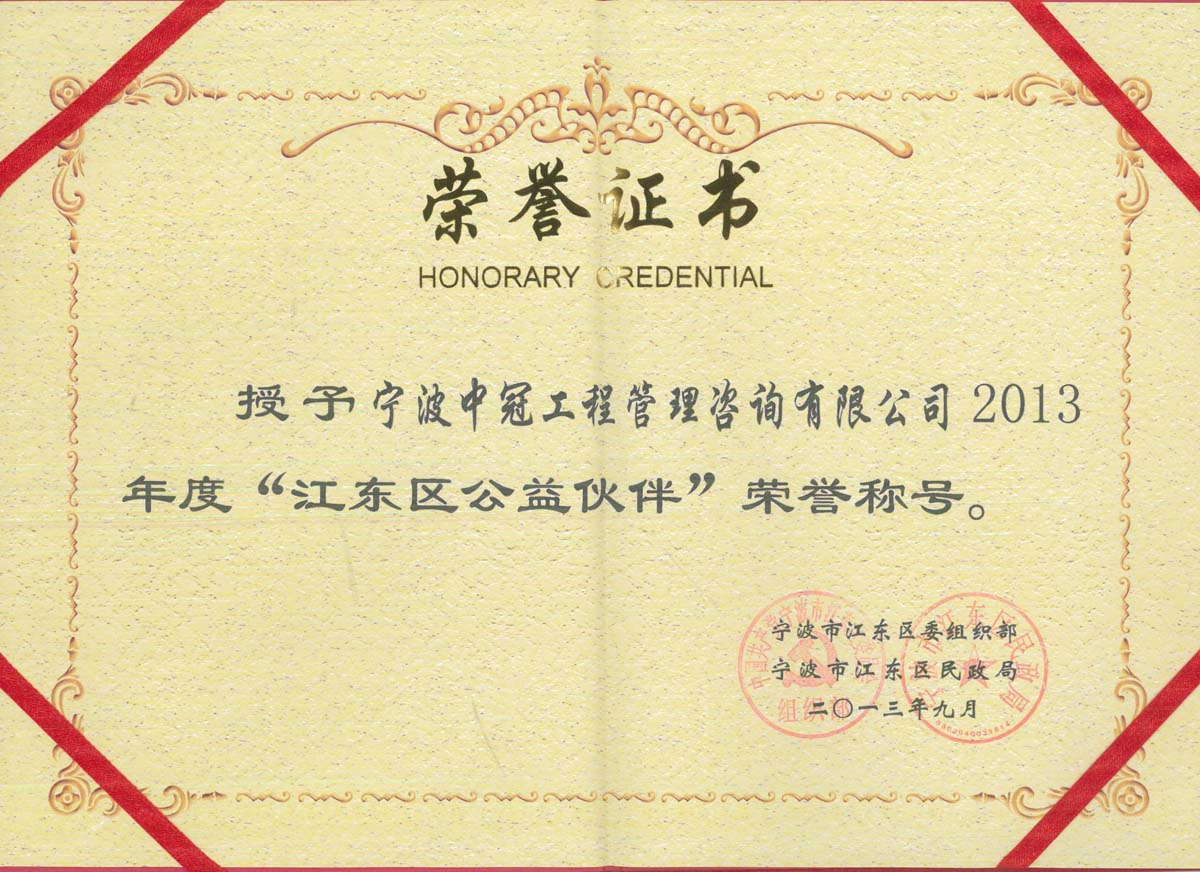 荣誉证书
HONORARY CREDENTIAL
授予宁波中冠工程管理咨询有限公司2013
年度“江东区公益伙伴”荣誉称号。
宁波市江东区委组织部
宁波市江东区民政局
二〇一三年九月
组织部